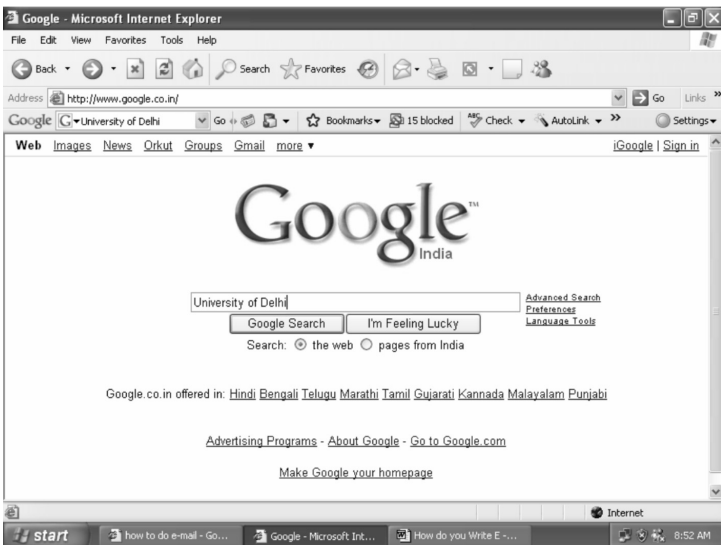 Google - Microsoft Internet Explorer
File Edit View Favorites Tools Help
Back Search Favorites
Address http://www.google.co.in/ Go Links »
Google G University of Delhi Go Bookmarks 15 blocked ABC Check AutoLink » Settings
Web Images News Orkut Groups Gmail more ▼ iGoogle | Sign in
Google™
India
University of Delhi
Advanced Search
Preferences
Language Tools
Google Search I'm Feeling Lucky
Search: the web pages from India
Google.co.in offered in: Hindi Bengali Telugu Marathi Tamil Gujarati Kannada Malayalam Punjabi
Advertising Programs - About Google - Go to Google.com
Make Google your homepage
Internet
start how to do e-mail - Go... Google - Microsoft Int... How do you Write E -... 8:52 AM